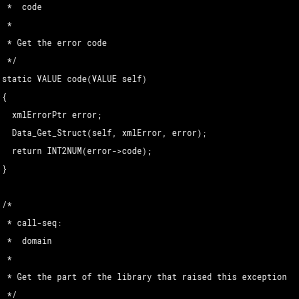 *  code
*
* Get the error code
*/
static VALUE code(VALUE self)
{
xmlErrorPtr error;
Data_Get_Struct(self, xmlError, error);
return INT2NUM(error->code);
}
/*
* call-seq:
*  domain
*
* Get the part of the library that raised this exception
*/